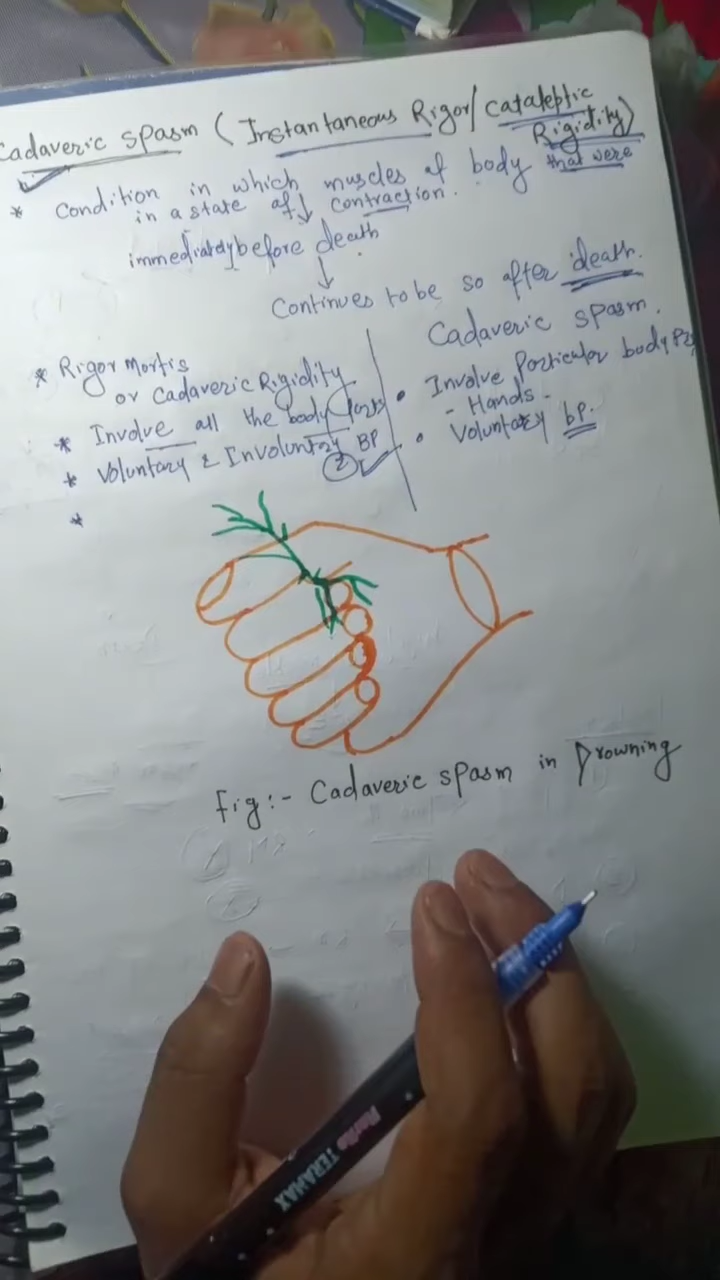 Cadaveric spasm ( Instantaneous Rigor/ Cataleptic
Rigidity)
* Condition in which muscles of body that were
in a state of contraction.
immediately before death
Continues to be so after death.
* Rigor Mortis
or Cadaveric Rigidity
* Involve all the body parts
* Voluntary & Involuntary BP
②
*
Cadaveric spasm.
• Involve Particular body
- Hands -
• Voluntary bp.
Fig:- Cadaveric spasm in Drowning
TERAMAX